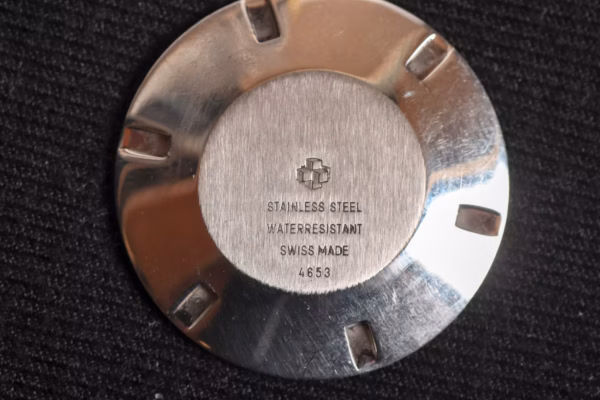 STAINLESS STEEL
WATERRESISTANT
SWISS MADE
4653